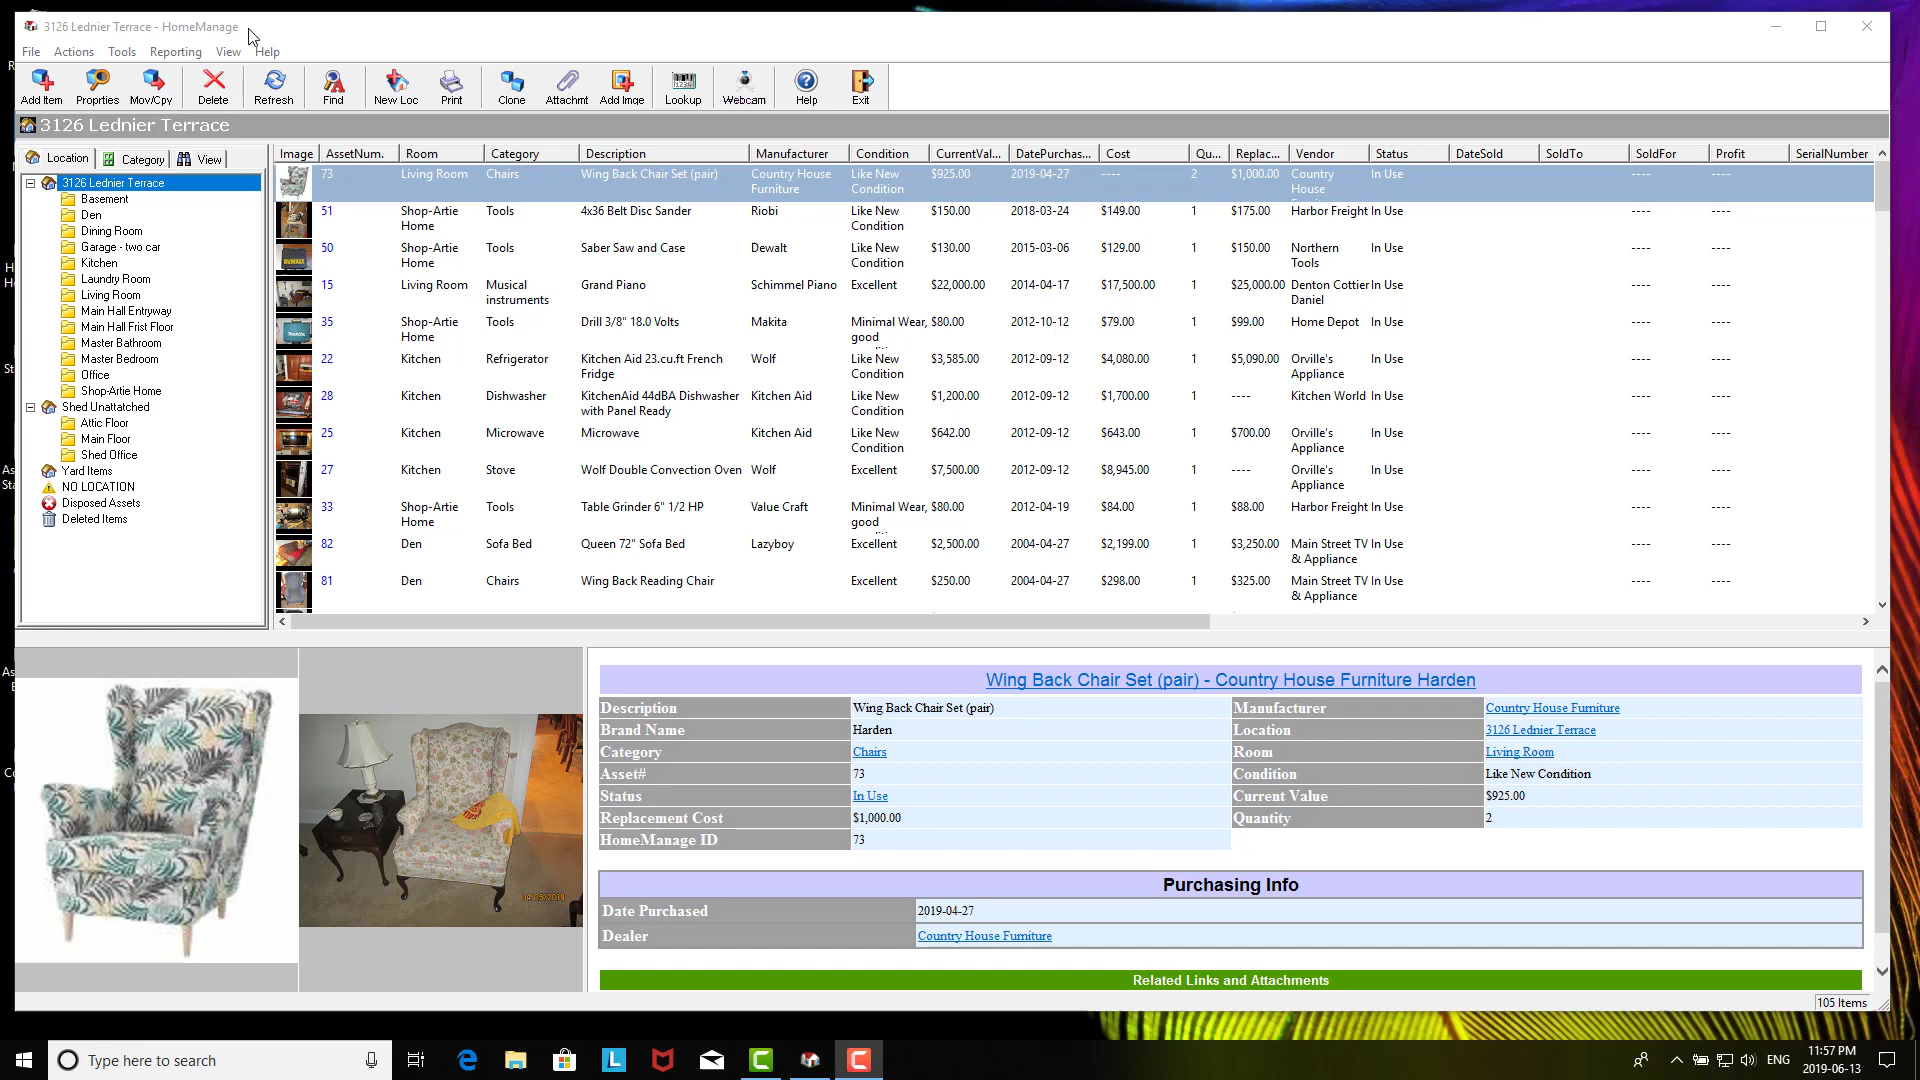 3126 Lednier Terrace - HomeManage
File Actions Tools Reporting View Help
Add Item Proprties Mov/Cpy Delete Refresh Find New Loc Print Clone Attachmt Add Imge Lookup Webcam Help Exit
3126 Lednier Terrace
Location Category View
3126 Lednier Terrace
Basement
Den
Dining Room
Garage - two car
Kitchen
Laundry Room
Living Room
Main Hall Entryway
Main Hall Frist Floor
Master Bathroom
Master Bedroom
Office
Shop-Artie Home
Shed Unattatched
Attic Floor
Main Floor
Shed Office
Yard Items
NO LOCATION
Disposed Assets
Deleted Items
Image AssetNum. Room Category Description Manufacturer Condition CurrentVal... DatePurchas... Cost Qu... Replac... Vendor Status DateSold SoldTo SoldFor Profit SerialNumber
73 Living Room Chairs Wing Back Chair Set (pair) Country House Like New $925.00 2019-04-27 ---- 2 $1,000.00 Country In Use ---- ----
Furniture Condition House
51 Shop-Artie Tools 4x36 Belt Disc Sander Riobi Like New $150.00 2018-03-24 $149.00 1 $175.00 Harbor Freight In Use ---- ----
Home Condition
50 Shop-Artie Tools Saber Saw and Case Dewalt Like New $130.00 2015-03-06 $129.00 1 $150.00 Northern In Use ---- ----
Home Condition Tools
15 Living Room Musical Grand Piano Schimmel Piano Excellent $22,000.00 2014-04-17 $17,500.00 1 $25,000.00 Denton Cottier In Use ---- ----
instruments Daniel
35 Shop-Artie Tools Drill 3/8" 18.0 Volts Makita Minimal Wear, $80.00 2012-10-12 $79.00 1 $99.00 Home Depot In Use ---- ----
Home good
22 Kitchen Refrigerator Kitchen Aid 23.cu.ft French Wolf Like New $3,585.00 2012-09-12 $4,080.00 1 $5,090.00 Orville's In Use ---- ----
Fridge Condition Appliance
28 Kitchen Dishwasher KitchenAid 44dBA Dishwasher Kitchen Aid Like New $1,200.00 2012-09-12 $1,700.00 1 ---- Kitchen World In Use ---- ----
with Panel Ready Condition
25 Kitchen Microwave Microwave Kitchen Aid Like New $642.00 2012-09-12 $643.00 1 $700.00 Orville's In Use ---- ----
Condition Appliance
27 Kitchen Stove Wolf Double Convection Oven Wolf Excellent $7,500.00 2012-09-12 $8,945.00 1 ---- Orville's In Use ---- ----
Appliance
33 Shop-Artie Tools Table Grinder 6" 1/2 HP Value Craft Minimal Wear, $80.00 2012-04-19 $84.00 1 $88.00 Harbor Freight In Use ---- ----
Home good
82 Den Sofa Bed Queen 72" Sofa Bed Lazyboy Excellent $2,500.00 2004-04-27 $2,199.00 1 $3,250.00 Main Street TV In Use ---- ----
& Appliance
81 Den Chairs Wing Back Reading Chair Excellent $250.00 2004-04-27 $298.00 1 $325.00 Main Street TV In Use ---- ----
& Appliance
04/25/2019
Wing Back Chair Set (pair) - Country House Furniture Harden
Description Wing Back Chair Set (pair) Manufacturer Country House Furniture
Brand Name Harden Location 3126 Lednier Terrace
Category Chairs Room Living Room
Asset# 73 Condition Like New Condition
Status In Use Current Value $925.00
Replacement Cost $1,000.00 Quantity 2
HomeManage ID 73
Purchasing Info
Date Purchased 2019-04-27
Dealer Country House Furniture
Related Links and Attachments
105 Items
Type here to search
ENG
11:57 PM
2019-06-13